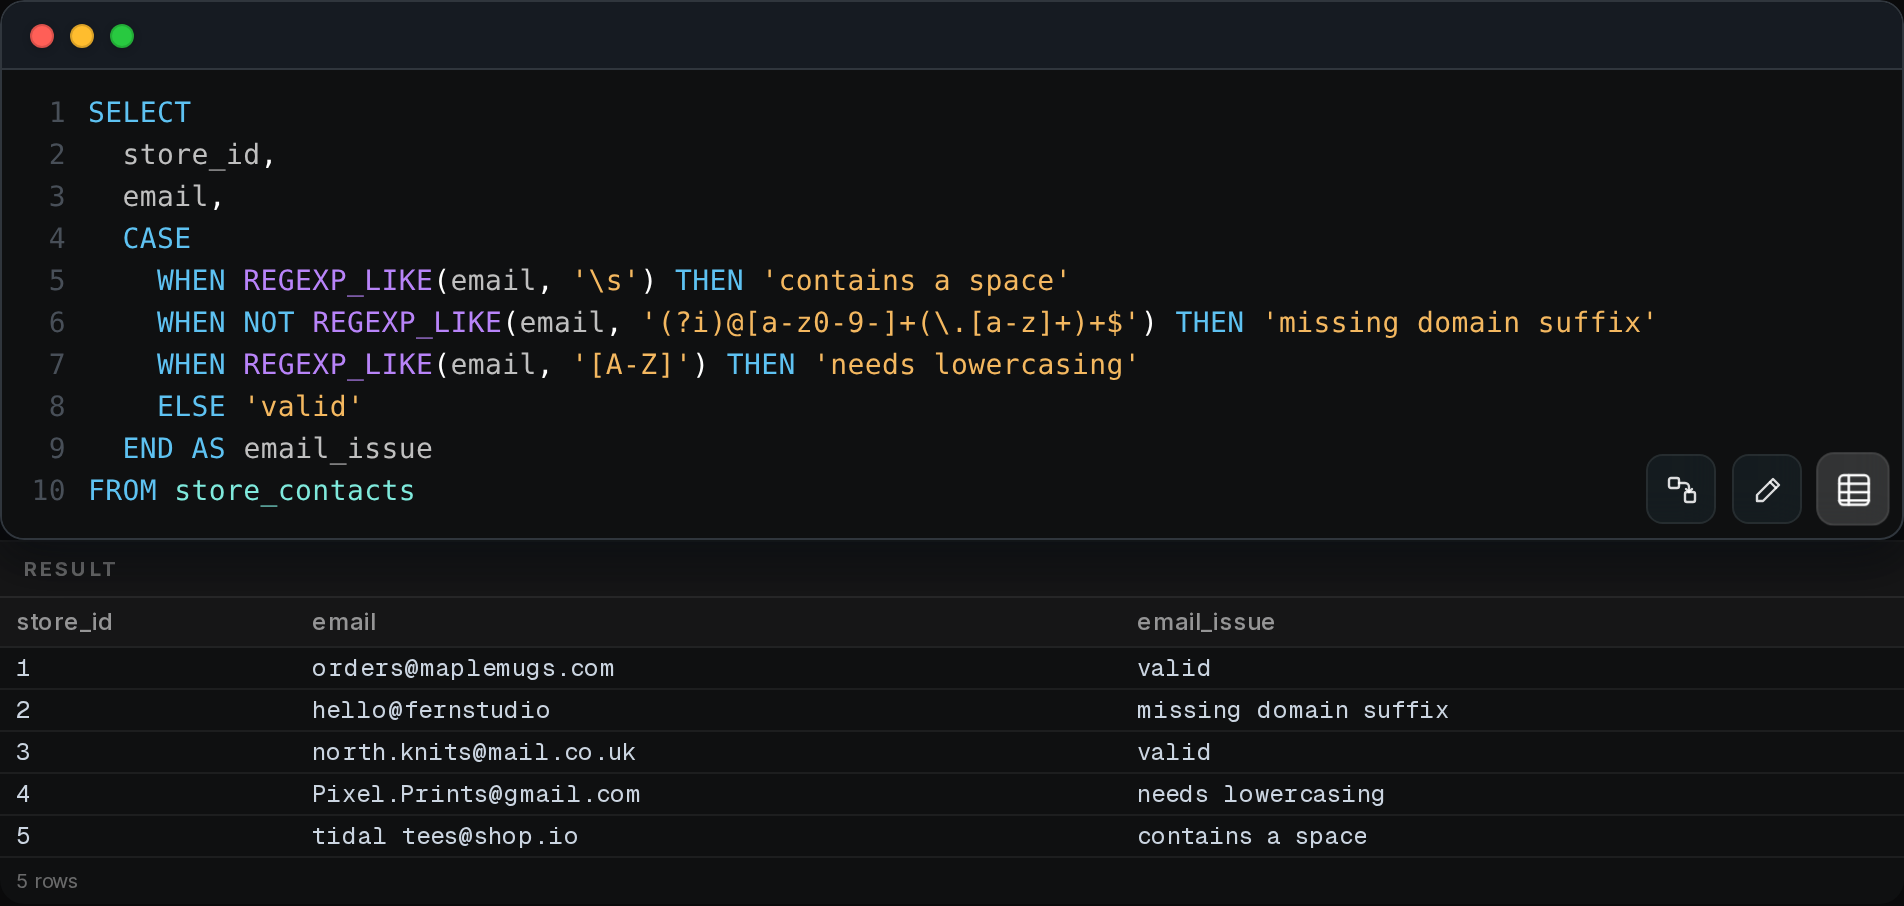 1 SELECT
2   store_id,
3   email,
4   CASE
5     WHEN REGEXP_LIKE(email, '\s') THEN 'contains a space'
6     WHEN NOT REGEXP_LIKE(email, '(?i)@[a-z0-9-]+(\.[a-z]+)+$') THEN 'missing domain suffix'
7     WHEN REGEXP_LIKE(email, '[A-Z]') THEN 'needs lowercasing'
8     ELSE 'valid'
9   END AS email_issue
10 FROM store_contacts
RESULT
store_id email email_issue
1 orders@maplemugs.com valid
2 hello@fernstudio missing domain suffix
3 north.knits@mail.co.uk valid
4 Pixel.Prints@gmail.com needs lowercasing
5 tidal tees@shop.io contains a space
5 rows